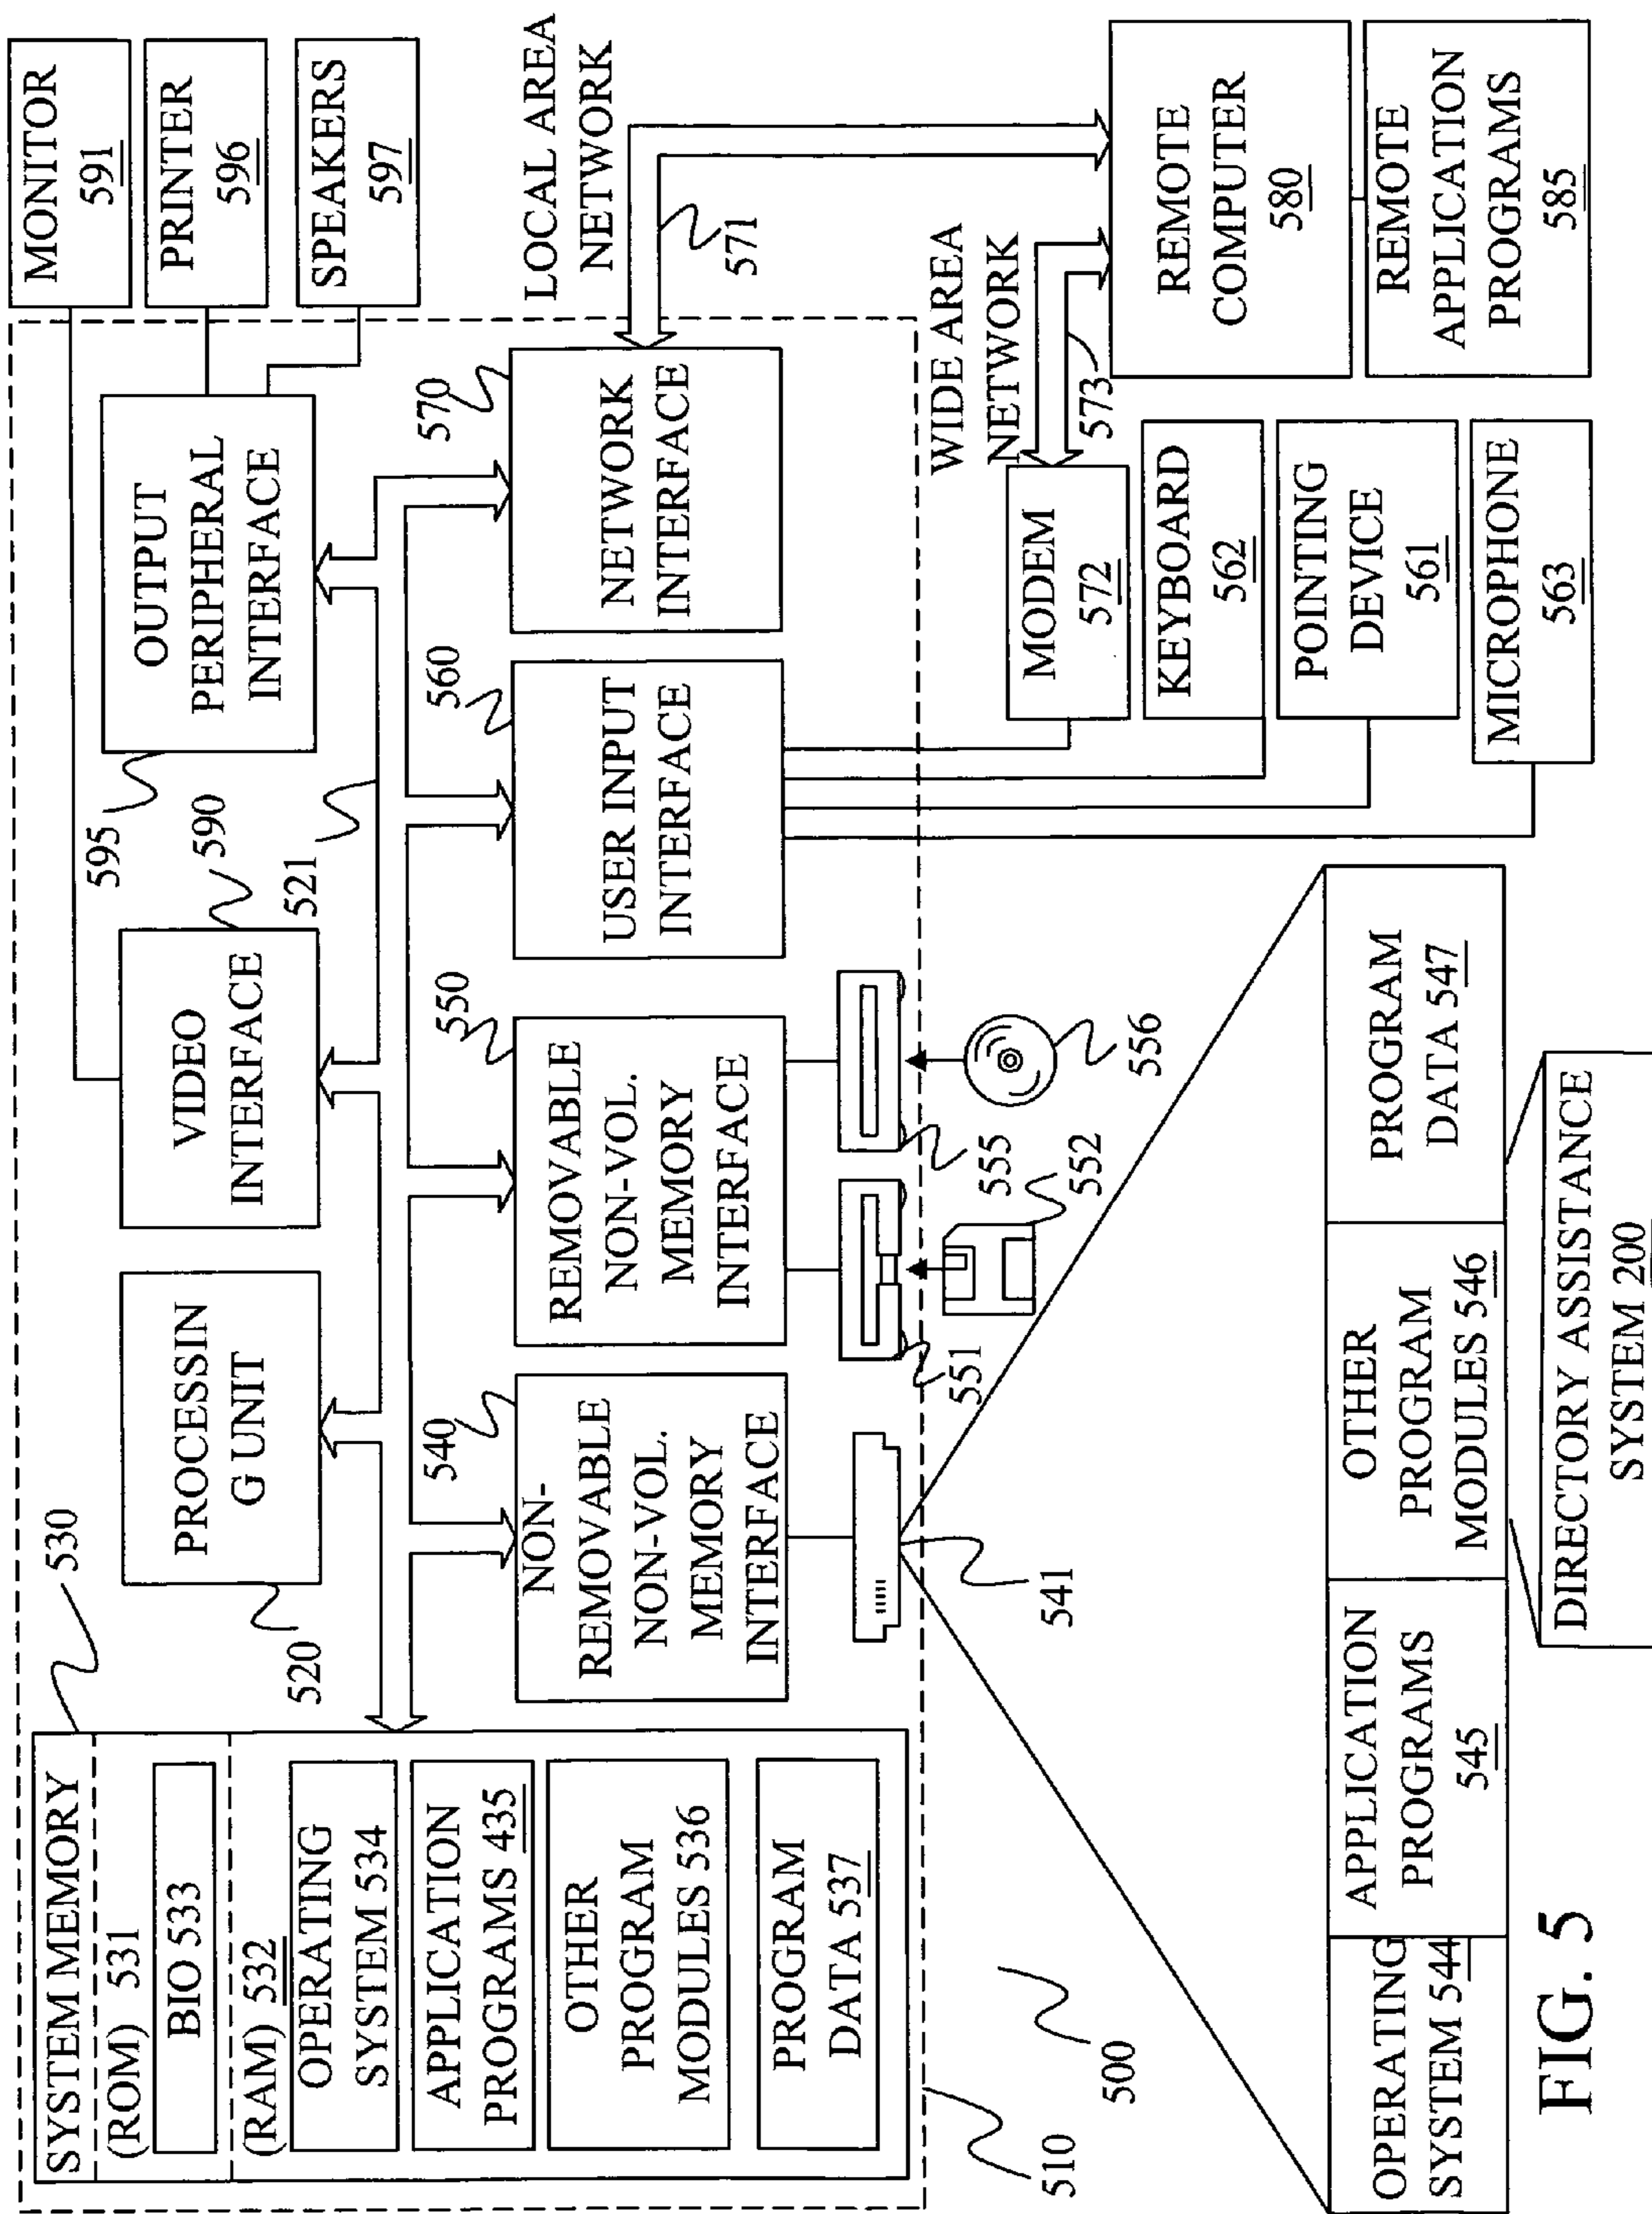 SYSTEM MEMORY
(ROM) 531
BIO 533
(RAM) 532
OPERATING
SYSTEM 534
APPLICATION
PROGRAMS 435
OTHER
PROGRAM
MODULES 536
PROGRAM
DATA 537
530
520
PROCESSIN
G UNIT
VIDEO
INTERFACE
590
595
521
OUTPUT
PERIPHERAL
INTERFACE
MONITOR
591
PRINTER
596
SPEAKERS
597
540
NON-
REMOVABLE
NON-VOL.
MEMORY
INTERFACE
550
REMOVABLE
NON-VOL.
MEMORY
INTERFACE
560
USER INPUT
INTERFACE
570
NETWORK
INTERFACE
LOCAL AREA
NETWORK
571
541
551
552
555
556
WIDE AREA
NETWORK
573
MODEM
572
KEYBOARD
562
POINTING
DEVICE
561
MICROPHONE
563
REMOTE
COMPUTER
580
REMOTE
APPLICATION
PROGRAMS
585
510
500
OPERATING
SYSTEM 544
APPLICATION
PROGRAMS
545
OTHER
PROGRAM
MODULES 546
PROGRAM
DATA 547
DIRECTORY ASSISTANCE
SYSTEM 200
FIG. 5